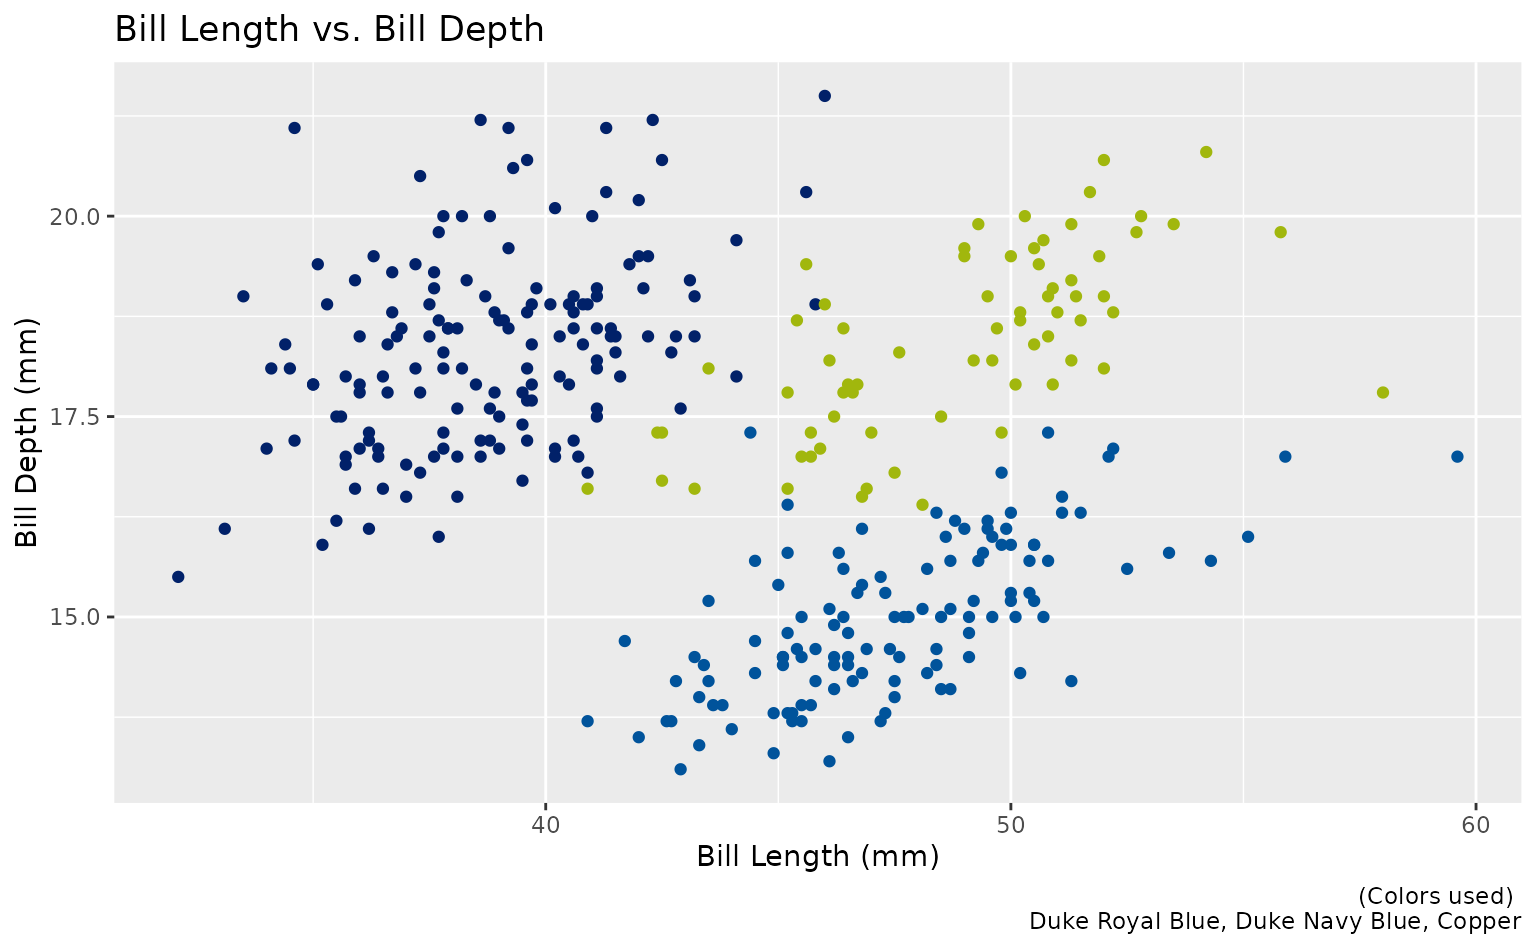 Bill Length vs. Bill Depth
20.0
17.5
15.0
Bill Depth (mm)
40
50
60
Bill Length (mm)
(Colors used)
Duke Royal Blue, Duke Navy Blue, Copper